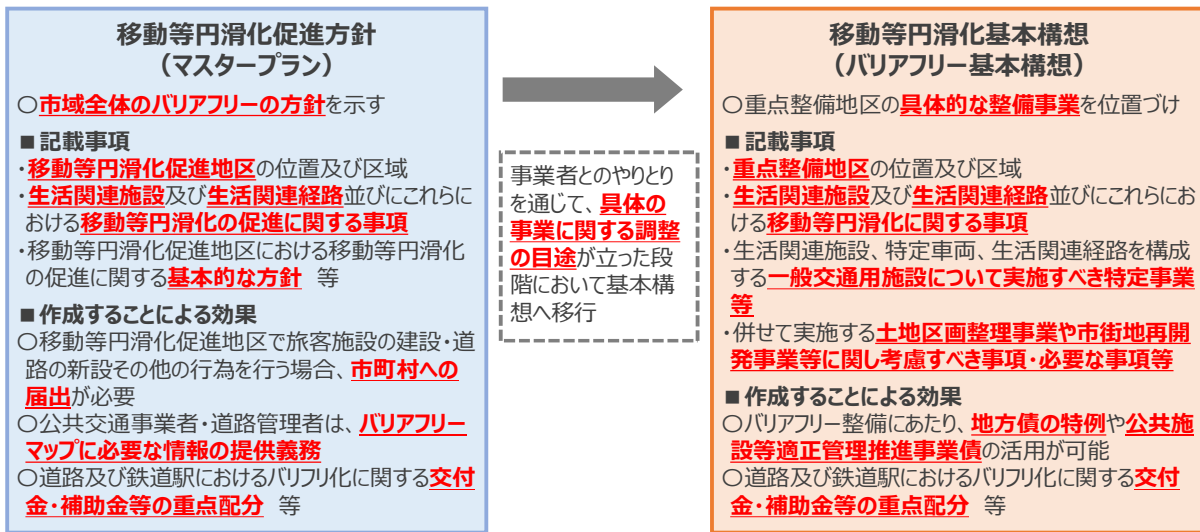 移動等円滑化促進方針
(マスタープラン)
○市域全体のバリアフリーの方針を示す
■記載事項
・移動等円滑化促進地区の位置及び区域
・生活関連施設及び生活関連経路並びにこれらに
おける移動等円滑化の促進に関する事項
・移動等円滑化促進地区における移動等円滑化
の促進に関する基本的な方針 等
■作成することによる効果
○移動等円滑化促進地区で旅客施設の建設・道
路の新設その他の行為を行う場合、市町村への
届出が必要
○公共交通事業者・道路管理者は、バリアフリー
マップに必要な情報の提供義務
○道路及び鉄道駅におけるバリフリ化に関する交付
金・補助金等の重点配分 等
事業者とのやりとり
を通じて、具体の
事業に関する調整
の目途が立った段
階において基本構
想へ移行
移動等円滑化基本構想
(バリアフリー基本構想)
○重点整備地区の具体的な整備事業を位置づけ
■記載事項
・重点整備地区の位置及び区域
・生活関連施設及び生活関連経路並びにこれらにお
ける移動等円滑化に関する事項
・生活関連施設、特定車両、生活関連経路を構成
する一般交通用施設について実施すべき特定事業
等
・併せて実施する土地区画整理事業や市街地再開
発事業等に関し考慮すべき事項・必要な事項等
■作成することによる効果
○バリアフリー整備にあたり、地方債の特例や公共施
設等適正管理推進事業債の活用が可能
○道路及び鉄道駅におけるバリフリ化に関する交付
金・補助金等の重点配分 等